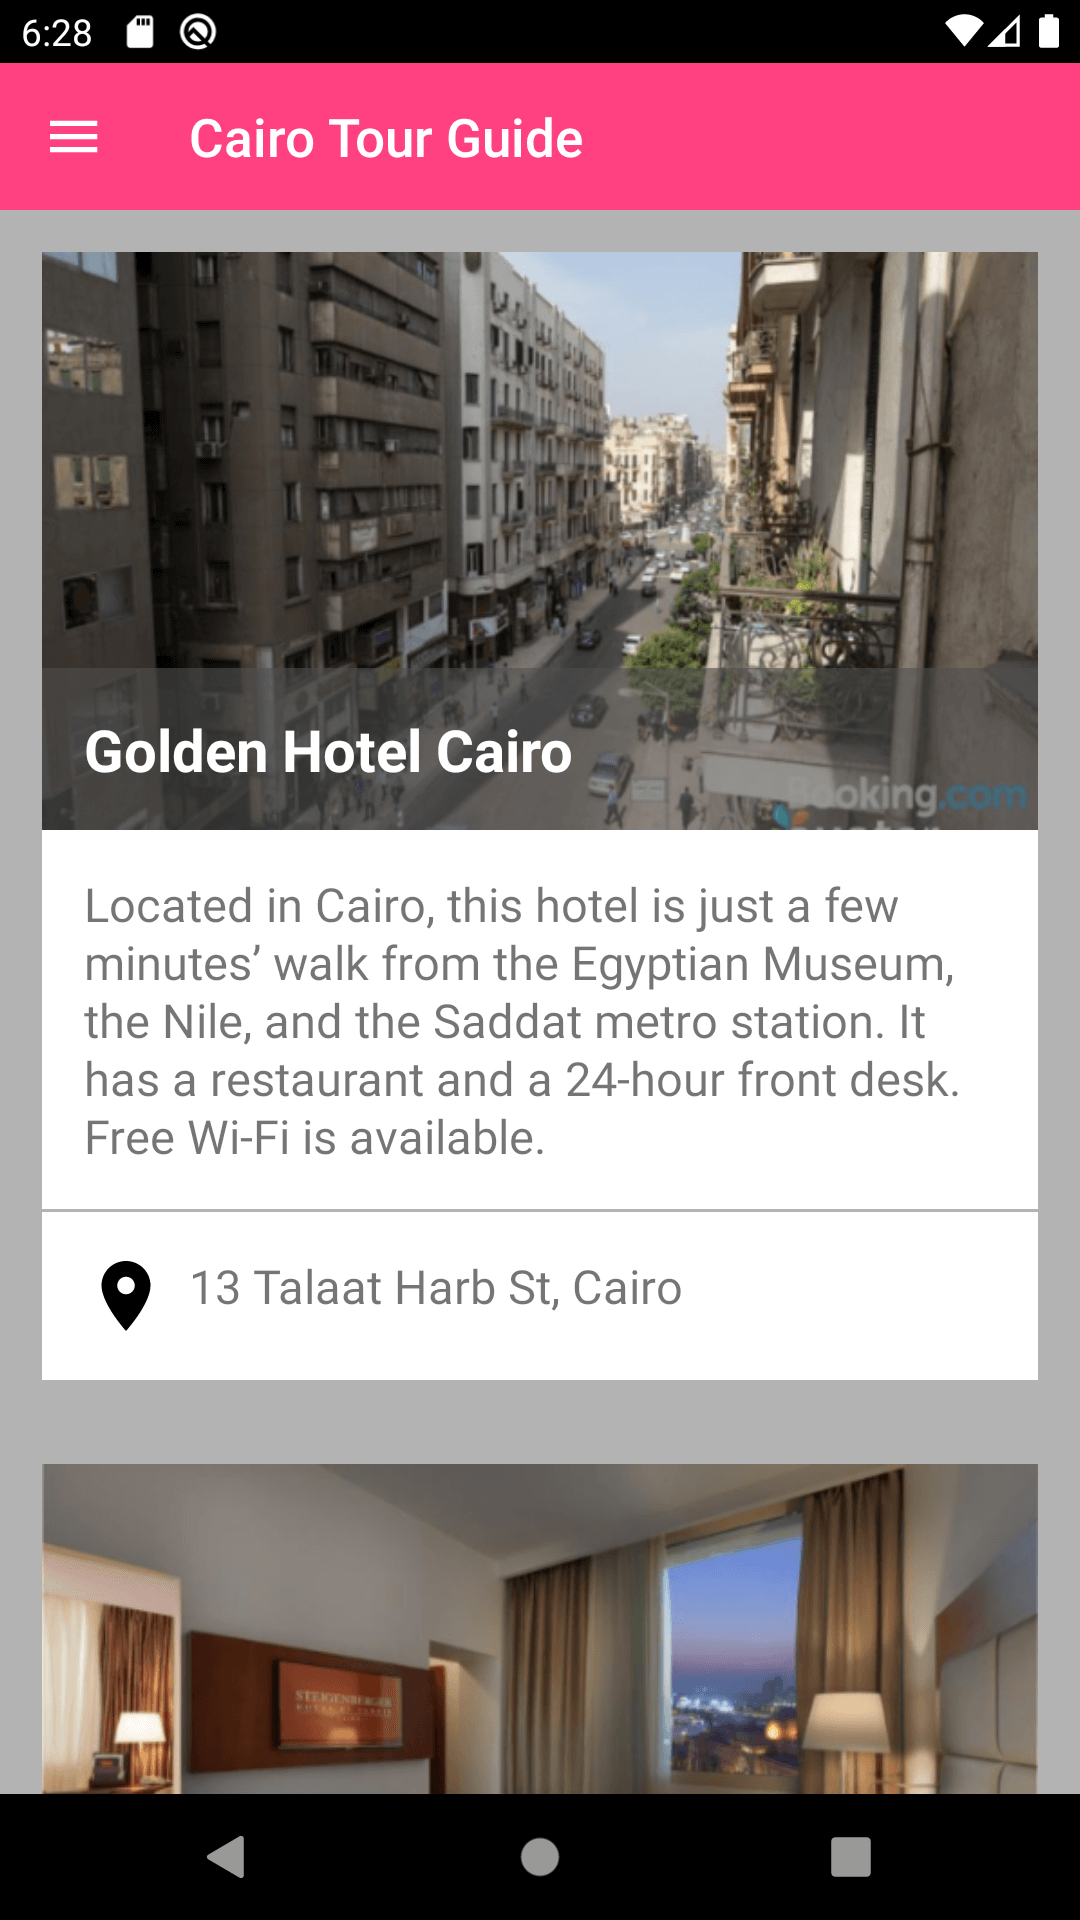 6:28
Cairo Tour Guide
Golden Hotel Cairo
Booking.com
Located in Cairo, this hotel is just a few
minutes’ walk from the Egyptian Museum,
the Nile, and the Saddat metro station. It
has a restaurant and a 24-hour front desk.
Free Wi-Fi is available.
13 Talaat Harb St, Cairo
STEIGENBERGER